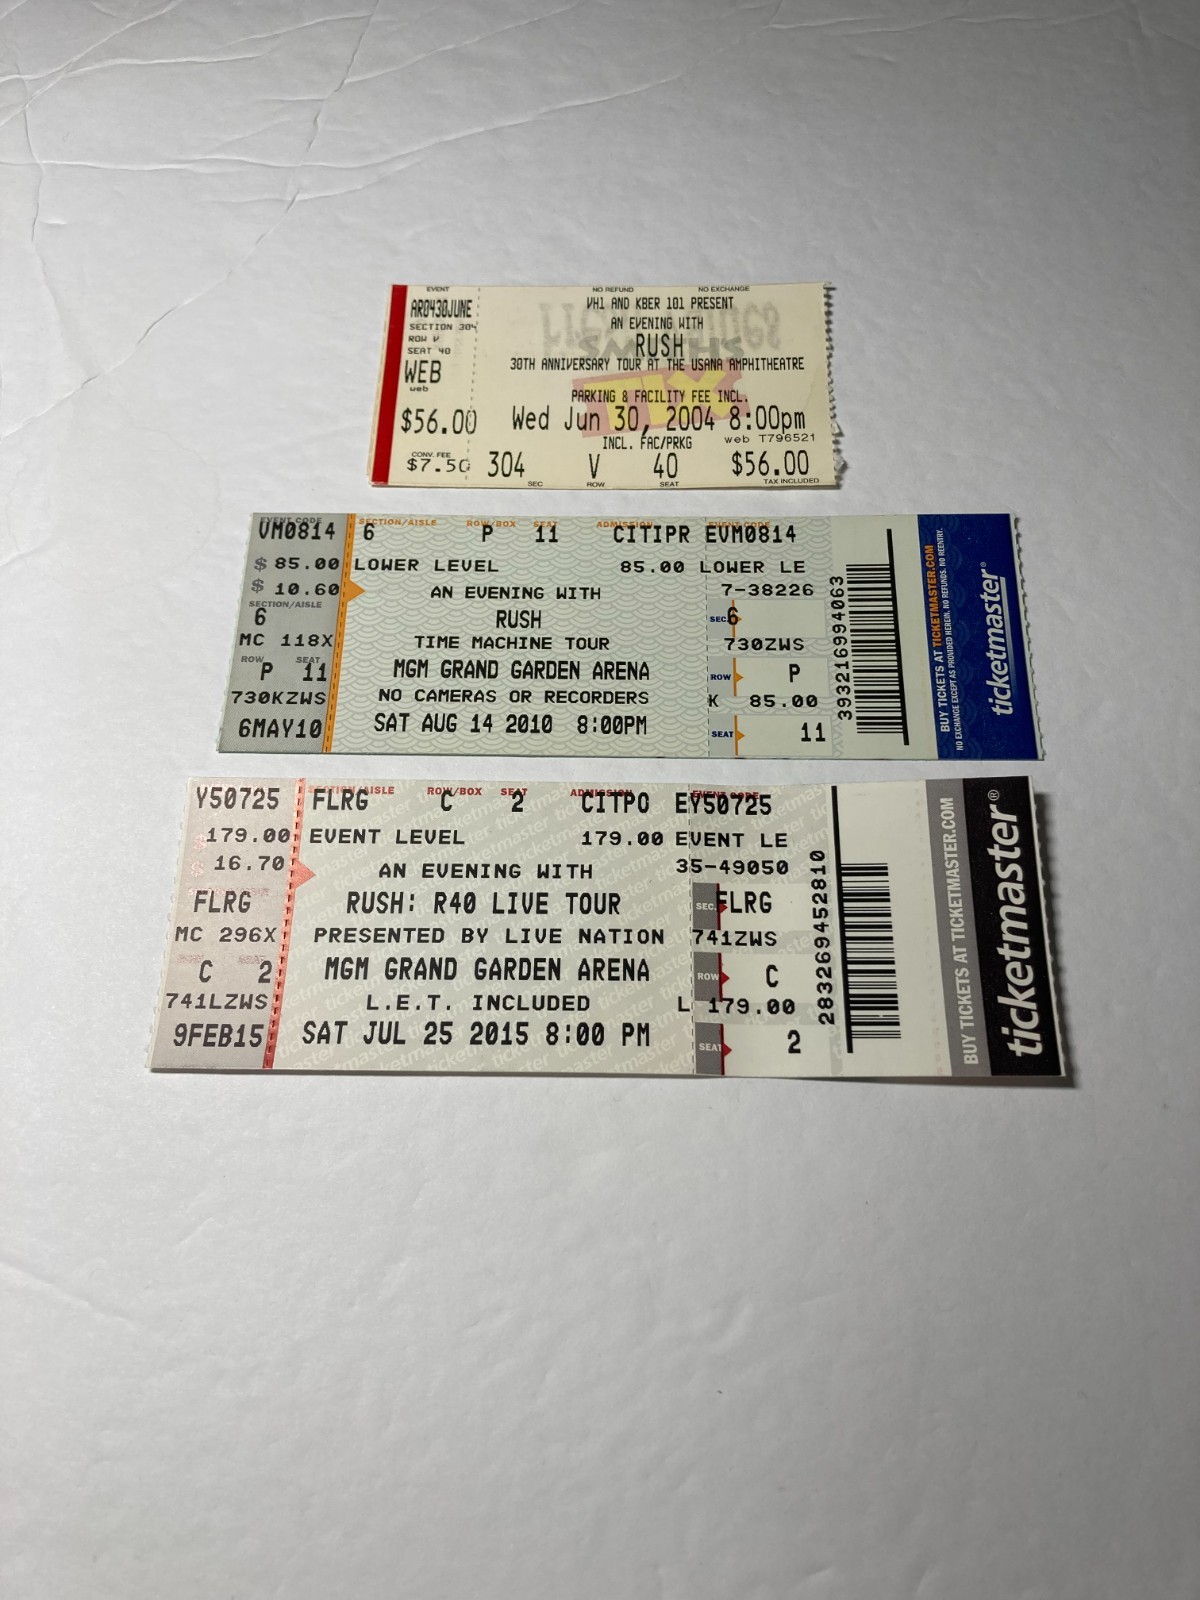 EVENT NO REFUND NO EXCHANGE
AR0430JUNE VH1 AND KBER 101 PRESENT
SECTION 304 AN EVENING WITH
ROW V RUSH
SEAT 40 30TH ANNIVERSARY TOUR AT THE USANA AMPHITHEATRE
WEB
web PARKING & FACILITY FEE INCL.
$56.00 Wed Jun 30, 2004 8:00pm
INCL. FAC/PRKG web T796521
CONV. FEE
$7.50 304 V 40 $56.00
SEC ROW SEAT TAX INCLUDED
EVENT CODE SECTION/AISLE ROW/BOX SEAT ADMISSION EVENT CODE
VM0814 6 P 11 CITIPR EVM0814
$ 85.00 LOWER LEVEL 85.00 LOWER LE
$ 10.60 AN EVENING WITH 7-38226
SECTION/AISLE
6 RUSH SEC. 6
MC 118X TIME MACHINE TOUR 730ZWS
ROW SEAT
P 11 MGM GRAND GARDEN ARENA ROW P
730KZWS NO CAMERAS OR RECORDERS K 85.00
6MAY10 SAT AUG 14 2010 8:00PM SEAT 11
393216994063
BUY TICKETS AT TICKETMASTER.COM
NO EXCHANGE EXCEPT AS PROVIDED HEREIN. NO REFUNDS. NO REENTRY.
ticketmaster®
SECTION/AISLE ROW/BOX SEAT ADMISSION EVENT CODE
Y50725 FLRG C 2 CITPO EY50725
179.00 EVENT LEVEL 179.00 EVENT LE
16.70 AN EVENING WITH 35-49050
FLRG RUSH: R40 LIVE TOUR SEC. FLRG
MC 296X PRESENTED BY LIVE NATION 741ZWS
C 2 MGM GRAND GARDEN ARENA ROW C
741LZWS L.E.T. INCLUDED L 179.00
9FEB15 SAT JUL 25 2015 8:00 PM SEAT 2
283269452810
BUY TICKETS AT TICKETMASTER.COM
ticketmaster®